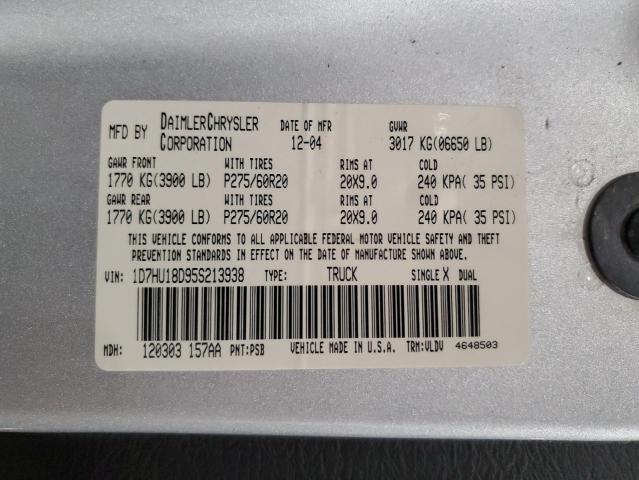 MFD BY DAIMLERCHRYSLER CORPORATION DATE OF MFR 12-04 GVWR 3017 KG(06650 LB)
GAWR FRONT WITH TIRES RIMS AT COLD
1770 KG(3900 LB) P275/60R20 20X9.0 240 KPA( 35 PSI)
GAWR REAR WITH TIRES RIMS AT COLD
1770 KG(3900 LB) P275/60R20 20X9.0 240 KPA( 35 PSI)
THIS VEHICLE CONFORMS TO ALL APPLICABLE FEDERAL MOTOR VEHICLE SAFETY AND THEFT
PREVENTION STANDARDS IN EFFECT ON THE DATE OF MANUFACTURE SHOWN ABOVE.
VIN: 1D7HU18D95S213938 TYPE: TRUCK SINGLE X DUAL
MDH: 120303 157AA PNT:PSB VEHICLE MADE IN U.S.A. TRM:VLDV 4648503